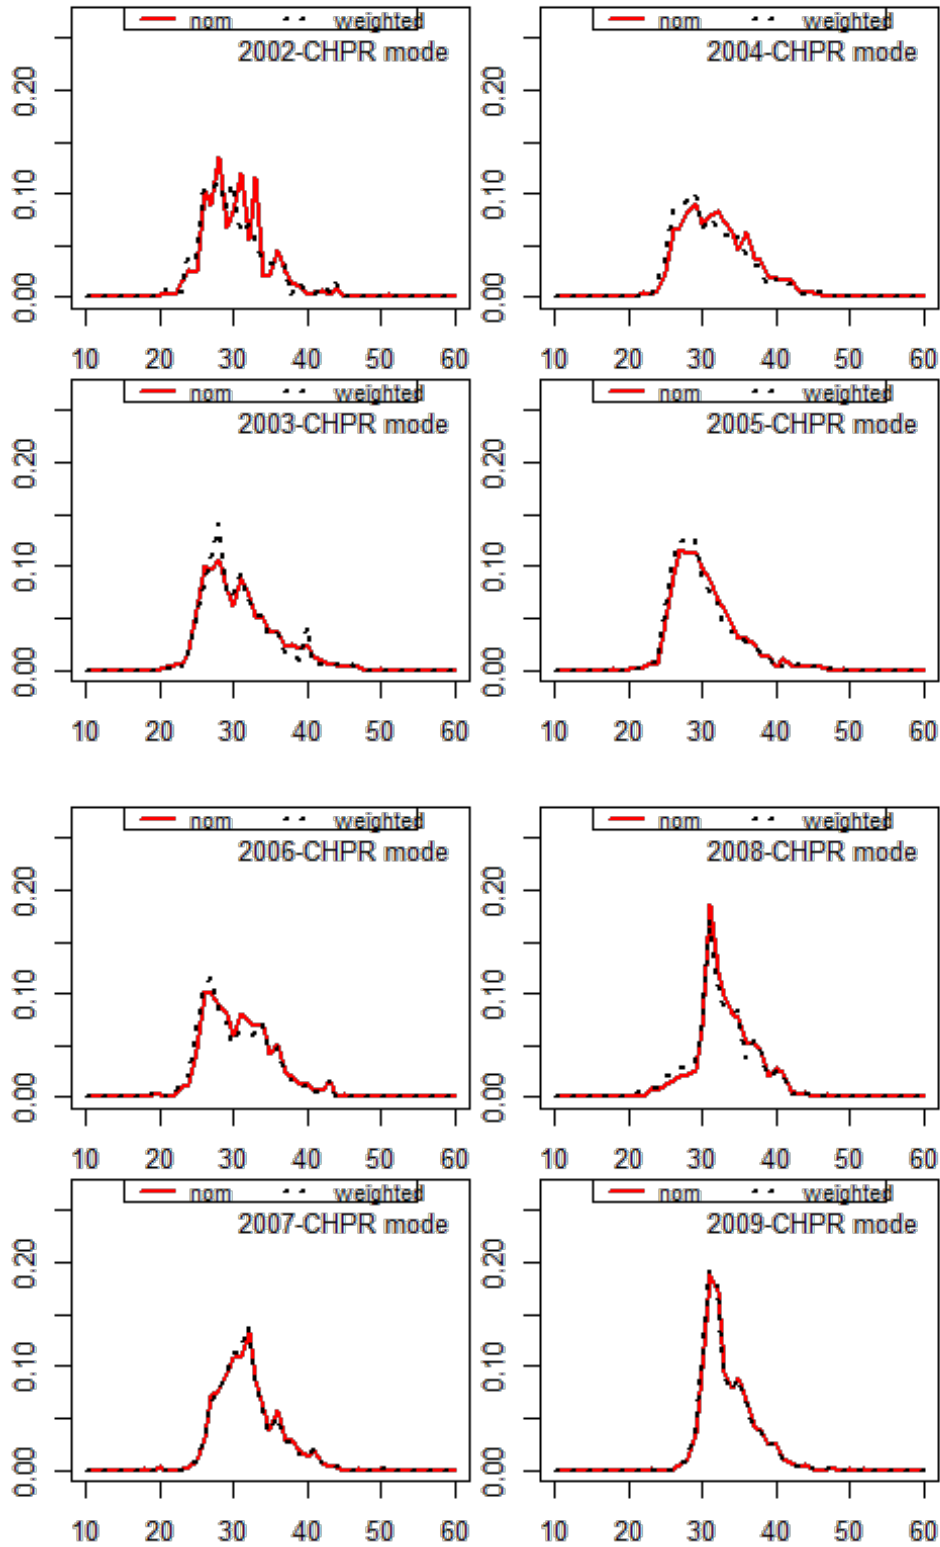 nom weighted
2002-CHPR mode
0.00 0.10 0.20
10 20 30 40 50 60
nom weighted
2004-CHPR mode
0.00 0.10 0.20
10 20 30 40 50 60
nom weighted
2003-CHPR mode
0.00 0.10 0.20
10 20 30 40 50 60
nom weighted
2005-CHPR mode
0.00 0.10 0.20
10 20 30 40 50 60
nom weighted
2006-CHPR mode
0.00 0.10 0.20
10 20 30 40 50 60
nom weighted
2008-CHPR mode
0.00 0.10 0.20
10 20 30 40 50 60
nom weighted
2007-CHPR mode
0.00 0.10 0.20
10 20 30 40 50 60
nom weighted
2009-CHPR mode
0.00 0.10 0.20
10 20 30 40 50 60